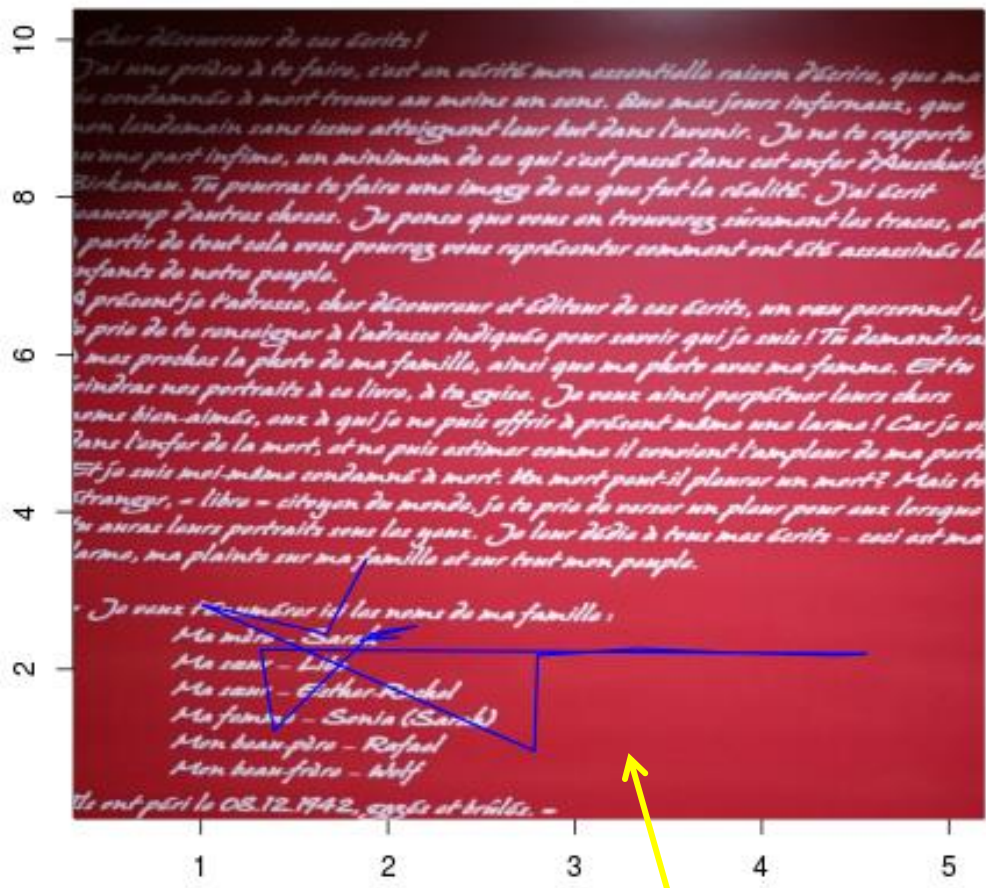 Cher découvreur de ces écrits !
J'ai une prière à te faire, c'est en vérité mon essentielle raison d'écrire, que ma
condamnée à mort trouve au moins un sens. Que mes jours infernaux, que
mon lendemain sans issue atteignent leur but dans l'avenir. Je ne te rapporte
qu'une part infime, un minimum de ce qui s'est passé dans cet enfer d'Auschwitz
Birkenau. Tu pourras te faire une image de ce que fut la réalité. J'ai écrit
beaucoup d'autres choses. Je pense que vous en trouverez sûrement les traces, et
à partir de tout cela vous pourrez vous représenter comment ont été assassinés le
enfants de notre peuple.
A présent je t'adresse, cher découvreur et éditeur de ces écrits, un vœu personnel : j
e prie de te renseigner à l'adresse indiquée pour savoir qui je suis ! Tu demanderas
à mes proches la photo de ma famille, ainsi que ma photo avec ma femme. Et tu
joindras nos portraits à ce livre, à ta guise. Je veux ainsi perpétuer leurs chers
noms bien-aimés, eux à qui je ne puis offrir à présent même une larme ! Car je vi
dans l'enfer de la mort, et ne puis estimer comme il convient l'ampleur de ma perte
Et je suis moi-même condamné à mort. Un mort peut-il pleurer un mort ? Mais to
étranger, – libre – citoyen du monde, je te prie de verser un pleur pour eux lorsque
tu auras leurs portraits sous les yeux. Je leur dédie à tous mes écrits – ceci est ma
larme, ma plainte sur ma famille et sur tout mon peuple.
- Je veux t'énumérer ici les noms de ma famille :
Ma mère – Sarah
Ma sœur – Li
Ma sœur – Esther-Rachel
Ma femme – Sonia (Sarah)
Mon beau-père – Rafael
Mon beau-frère – Wolf
Ils ont péri le 08.12.1942, gazés et brûlés. –
10
8
6
4
2
1 2 3 4 5